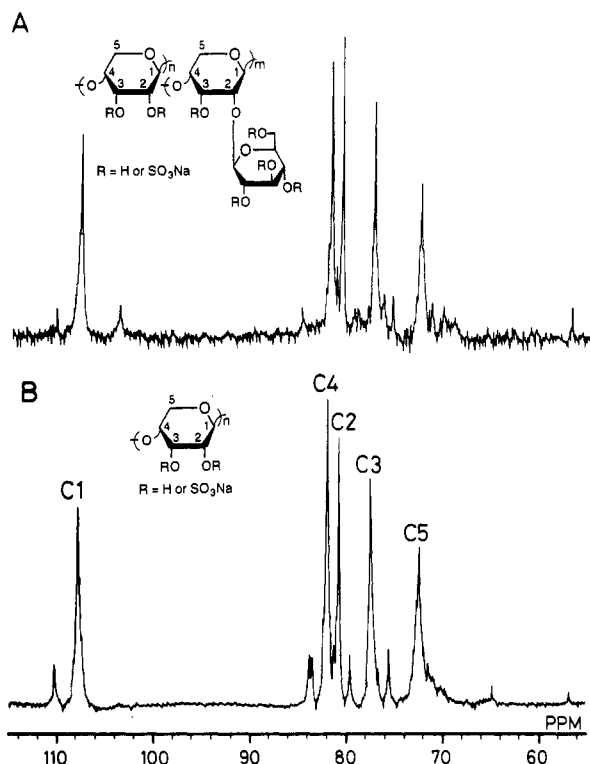 A
5
5
O
O
4
1
n
4
1
m
O
3
2
O
3
2
RO
RO
RO
O
R = H or SO3Na
RO
O
RO
RO
OR
B
5
O
n
C4
4
1
C2
O
3
2
RO
OR
C3
C1
R = H or SO3Na
C5
PPM
110
100
90
80
70
60